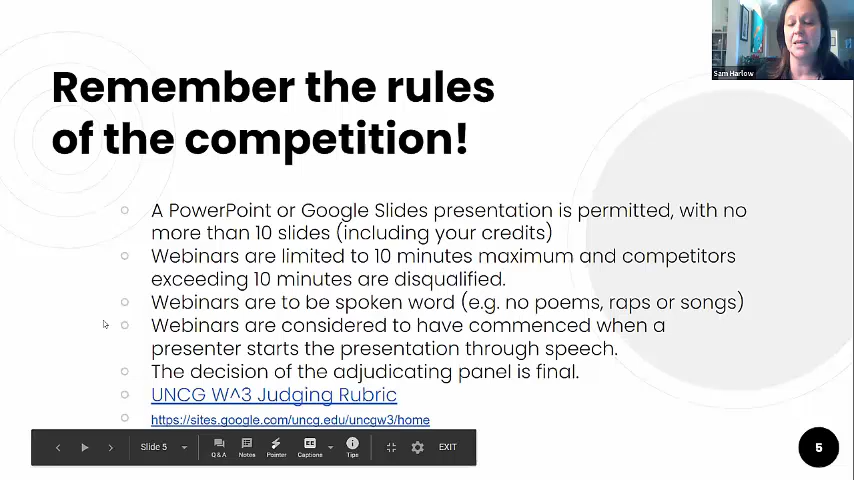 Sam Harlow
Remember the rules
of the competition!
A PowerPoint or Google Slides presentation is permitted, with no
more than 10 slides (including your credits)
Webinars are limited to 10 minutes maximum and competitors
exceeding 10 minutes are disqualified.
Webinars are to be spoken word (e.g. no poems, raps or songs)
Webinars are considered to have commenced when a
presenter starts the presentation through speech.
The decision of the adjudicating panel is final.
UNCG W^3 Judging Rubric
https://sites.google.com/uncg.edu/uncgw3/home
Slide 5
Q & A
Notes
Pointer
Captions
Tips
EXIT
5